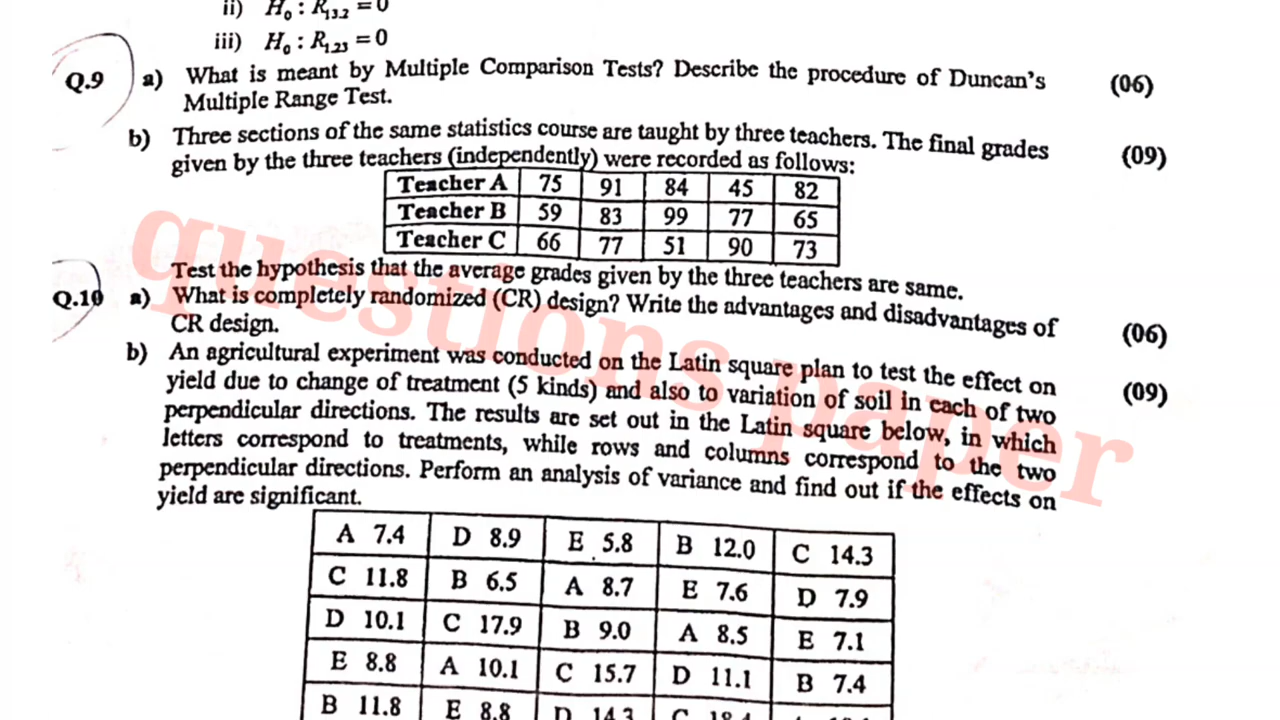 ii) H₀ : R₁₃.₂ = 0
iii) H₀ : R₁.₂₃ = 0
Q.9 a) What is meant by Multiple Comparison Tests? Describe the procedure of Duncan's (06)
Multiple Range Test.
b) Three sections of the same statistics course are taught by three teachers. The final grades (09)
given by the three teachers (independently) were recorded as follows:
Teacher A 75 91 84 45 82
Teacher B 59 83 99 77 65
Teacher C 66 77 51 90 73
Test the hypothesis that the average grades given by the three teachers are same.
Q.10 a) What is completely randomized (CR) design? Write the advantages and disadvantages of (06)
CR design.
b) An agricultural experiment was conducted on the Latin square plan to test the effect on (09)
yield due to change of treatment (5 kinds) and also to variation of soil in each of two
perpendicular directions. The results are set out in the Latin square below, in which
letters correspond to treatments, while rows and columns correspond to the two
perpendicular directions. Perform an analysis of variance and find out if the effects on
yield are significant.
A 7.4 D 8.9 E 5.8 B 12.0 C 14.3
C 11.8 B 6.5 A 8.7 E 7.6 D 7.9
D 10.1 C 17.9 B 9.0 A 8.5 E 7.1
E 8.8 A 10.1 C 15.7 D 11.1 B 7.4
B 11.8 E 8.8 D 14.3 C
questions paper